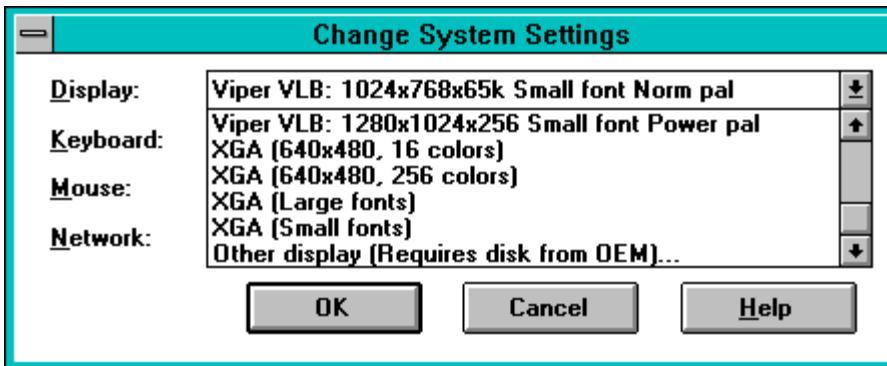 Change System Settings
Display: Viper VLB: 1024x768x65k Small font Norm pal
Viper VLB: 1280x1024x256 Small font Power pal
Keyboard:
XGA (640x480, 16 colors)
XGA (640x480, 256 colors)
Mouse:
XGA (Large fonts)
XGA (Small fonts)
Network:
Other display (Requires disk from OEM)...
OK Cancel Help